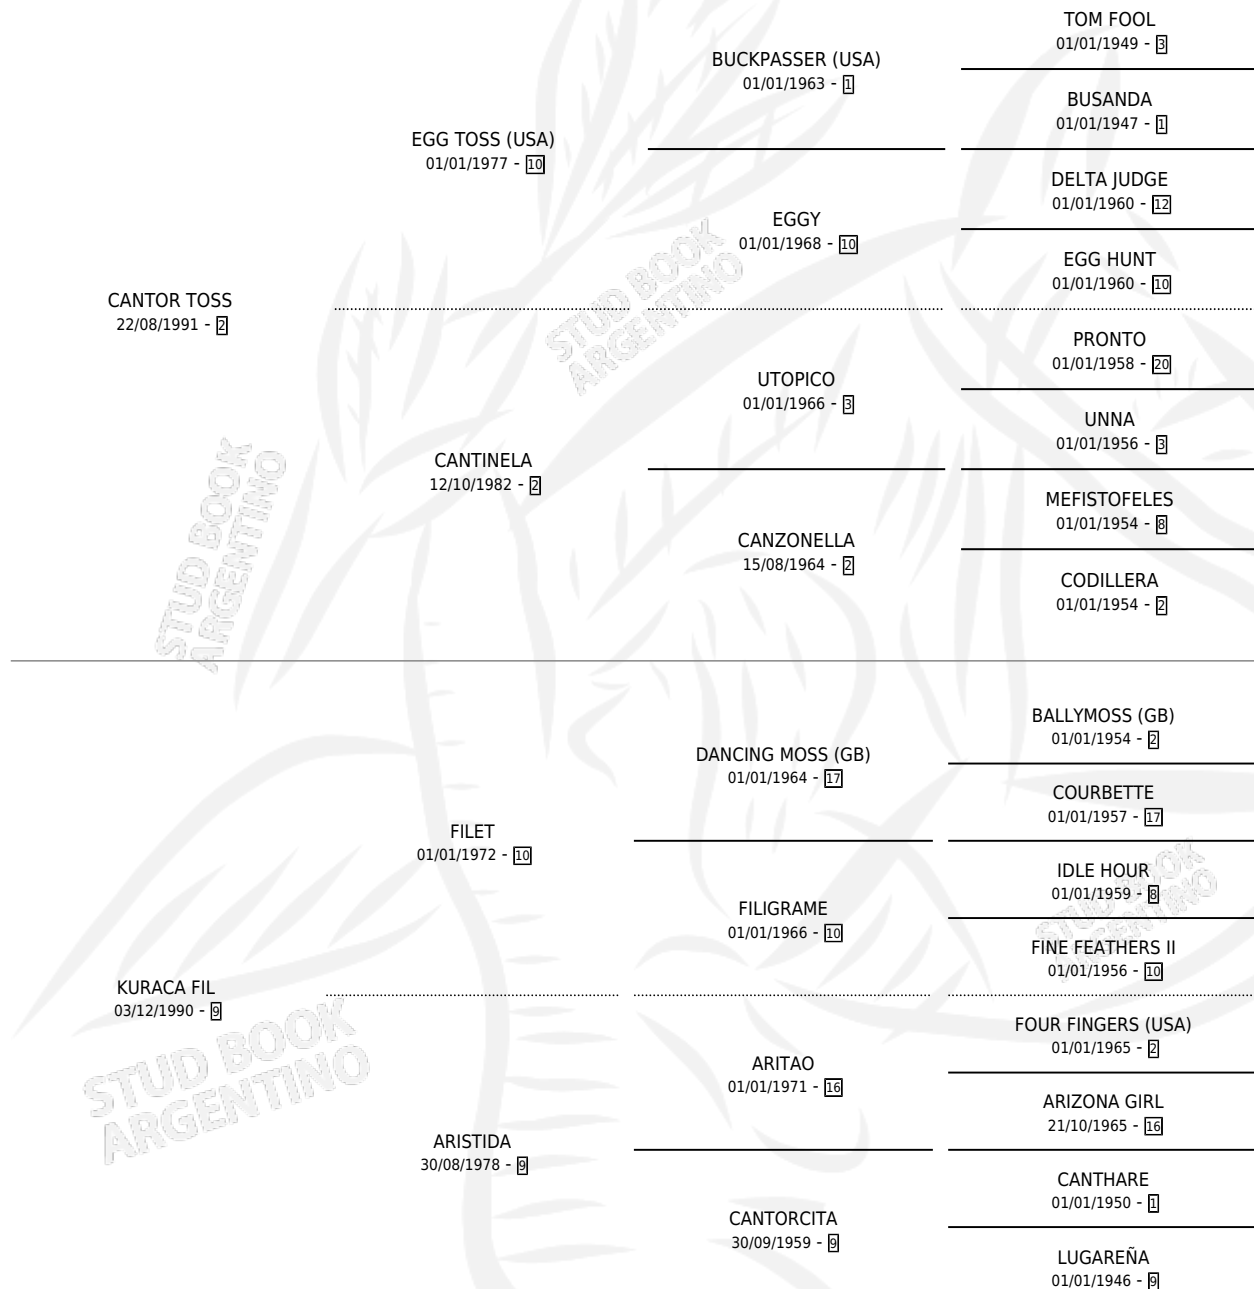 TOM FOOL
01/01/1949 - 3
BUCKPASSER (USA)
01/01/1963 - 1
BUSANDA
01/01/1947 - 1
EGG TOSS (USA)
01/01/1977 - 10
DELTA JUDGE
01/01/1960 - 12
EGGY
01/01/1968 - 10
EGG HUNT
01/01/1960 - 10
STUD BOOK
ARGENTINO
CANTOR TOSS
22/08/1991 - 2
PRONTO
01/01/1958 - 20
UTOPICO
01/01/1966 - 3
UNNA
01/01/1956 - 3
CANTINELA
12/10/1982 - 2
MEFISTOFELES
01/01/1954 - 8
CANZONELLA
15/08/1964 - 2
CODILLERA
01/01/1954 - 2
STUD BOOK
ARGENTINO
BALLYMOSS (GB)
01/01/1954 - 2
DANCING MOSS (GB)
01/01/1964 - 17
COURBETTE
01/01/1957 - 17
FILET
01/01/1972 - 10
IDLE HOUR
01/01/1959 - 8
FILIGRAME
01/01/1966 - 10
FINE FEATHERS II
01/01/1956 - 10
STUD BOOK
ARGENTINO
KURACA FIL
03/12/1990 - 9
FOUR FINGERS (USA)
01/01/1965 - 2
ARITAO
01/01/1971 - 16
ARIZONA GIRL
21/10/1965 - 16
STUD BOOK
ARGENTINO
ARISTIDA
30/08/1978 - 9
CANTHARE
01/01/1950 - 1
CANTORCITA
30/09/1959 - 9
LUGAREÑA
01/01/1946 - 9